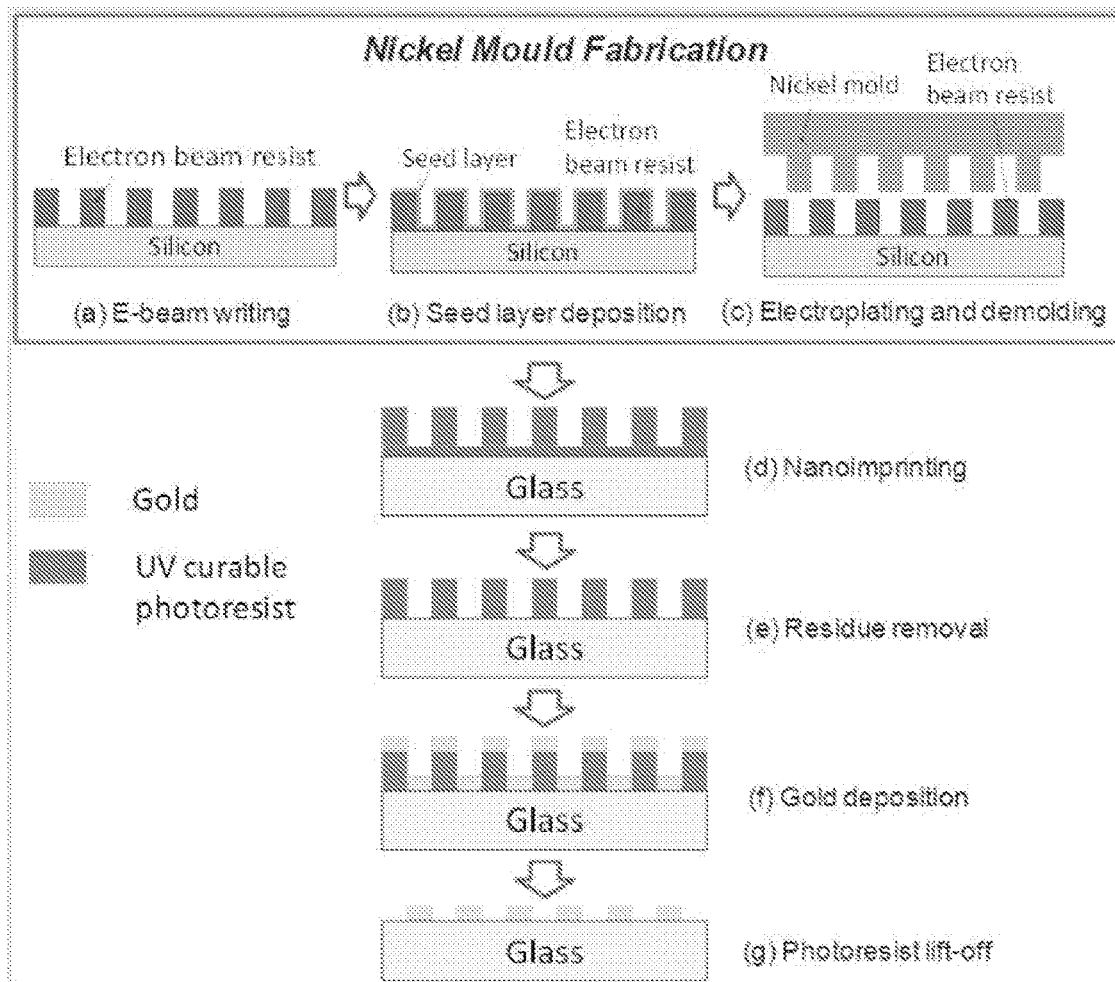 Nickel Mould Fabrication
Electron beam resist
Silicon
(a) E-beam writing
Seed layer
Electron
beam resist
Silicon
(b) Seed layer deposition
Nickel mold
Electron
beam resist
Silicon
(c) Electroplating and demolding
Glass
(d) Nanoimprinting
Gold
UV curable
photoresist
Glass
(e) Residue removal
Glass
(f) Gold deposition
Glass
(g) Photoresist lift-off